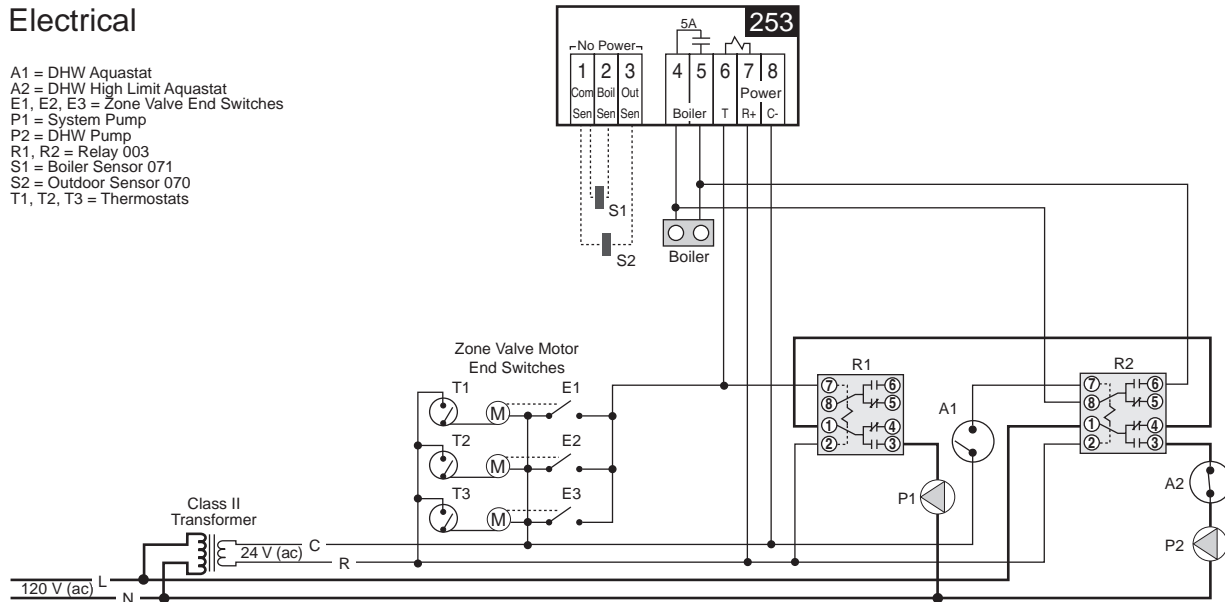 Electrical
A1 = DHW Aquastat
A2 = DHW High Limit Aquastat
E1, E2, E3 = Zone Valve End Switches
P1 = System Pump
P2 = DHW Pump
R1, R2 = Relay 003
S1 = Boiler Sensor 071
S2 = Outdoor Sensor 070
T1, T2, T3 = Thermostats
253
5A
No Power
1 2 3 4 5 6 7 8
Com Boil Out Power
Sen Sen Sen Boiler T R+ C-
S1
S2
Boiler
Zone Valve Motor
End Switches
T1 M E1
T2 M E2
T3 M E3
R1
7 6
8 5
1 4
2 3
P1
A1
R2
7 6
8 5
1 4
2 3
A2
P2
Class II
Transformer
24 V (ac) C
R
120 V (ac) L
N